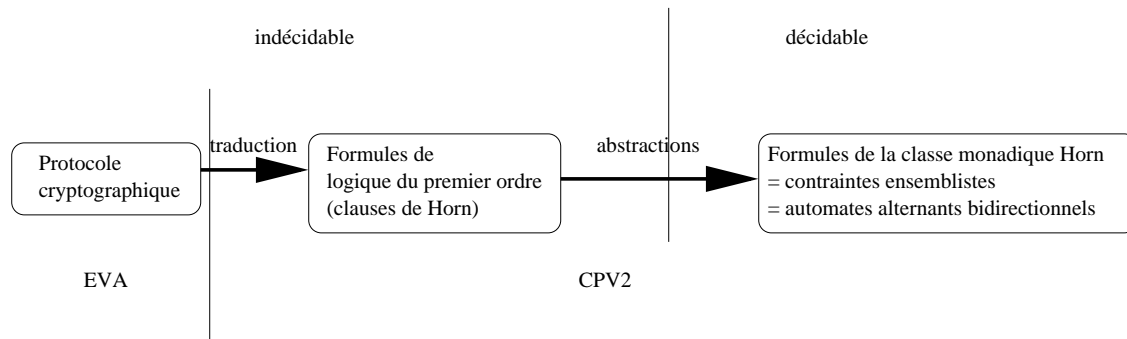 indécidable
décidable
traduction
abstractions
Protocole
cryptographique
Formules de
logique du premier ordre
(clauses de Horn)
Formules de la classe monadique Horn
= contraintes ensemblistes
= automates alternants bidirectionnels
EVA
CPV2